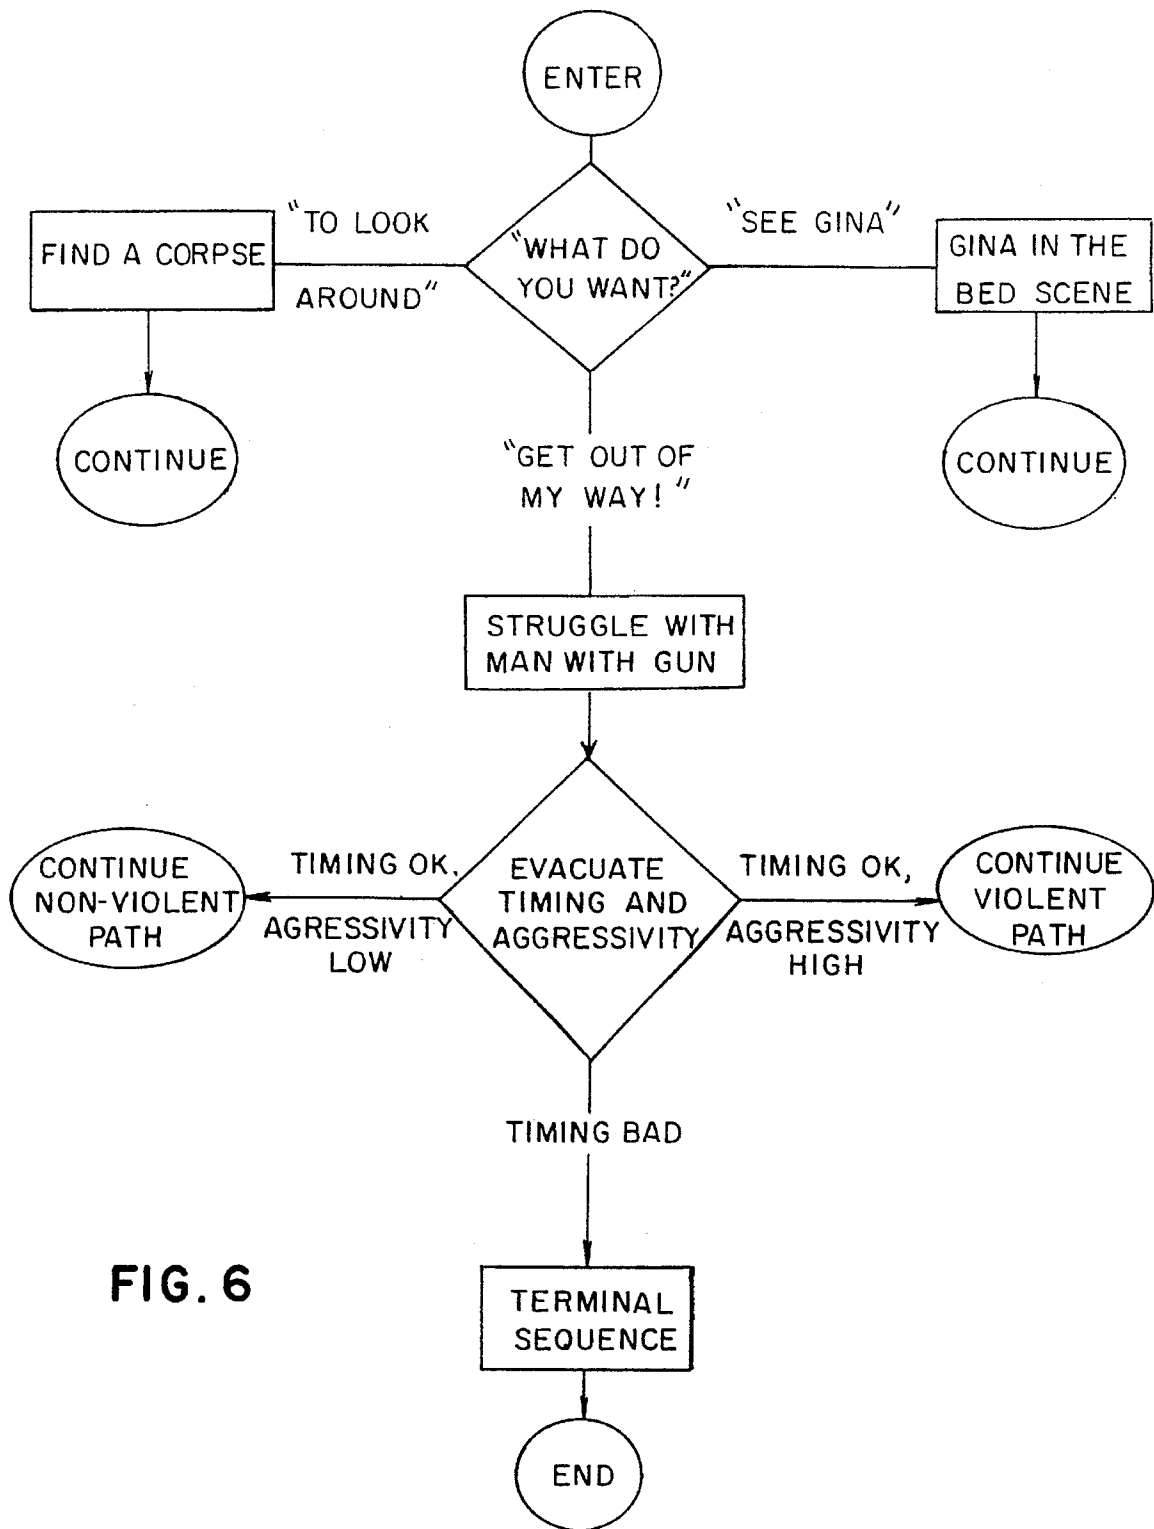 ENTER
"TO LOOK
AROUND"
"WHAT DO
YOU WANT?"
"SEE GINA"
FIND A CORPSE
GINA IN THE
BED SCENE
CONTINUE
CONTINUE
"GET OUT OF
MY WAY!"
STRUGGLE WITH
MAN WITH GUN
CONTINUE
NON-VIOLENT
PATH
TIMING OK,
AGRESSIVITY
LOW
EVACUATE
TIMING AND
AGGRESSIVITY
TIMING OK,
AGGRESSIVITY
HIGH
CONTINUE
VIOLENT
PATH
TIMING BAD
FIG. 6
TERMINAL
SEQUENCE
END